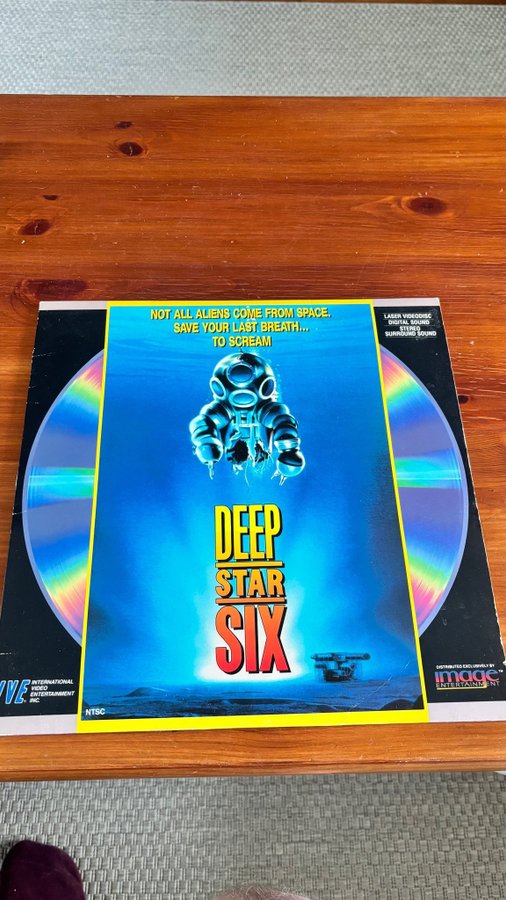 NOT ALL ALIENS COME FROM SPACE.
SAVE YOUR LAST BREATH...
TO SCREAM
LASER VIDEODISC
DIGITAL SOUND
STEREO
SURROUND SOUND
DEEP
STAR
SIX
IVE
INTERNATIONAL
VIDEO
ENTERTAINMENT
INC.
NTSC
DISTRIBUTED EXCLUSIVELY BY
image™
ENTERTAINMENT